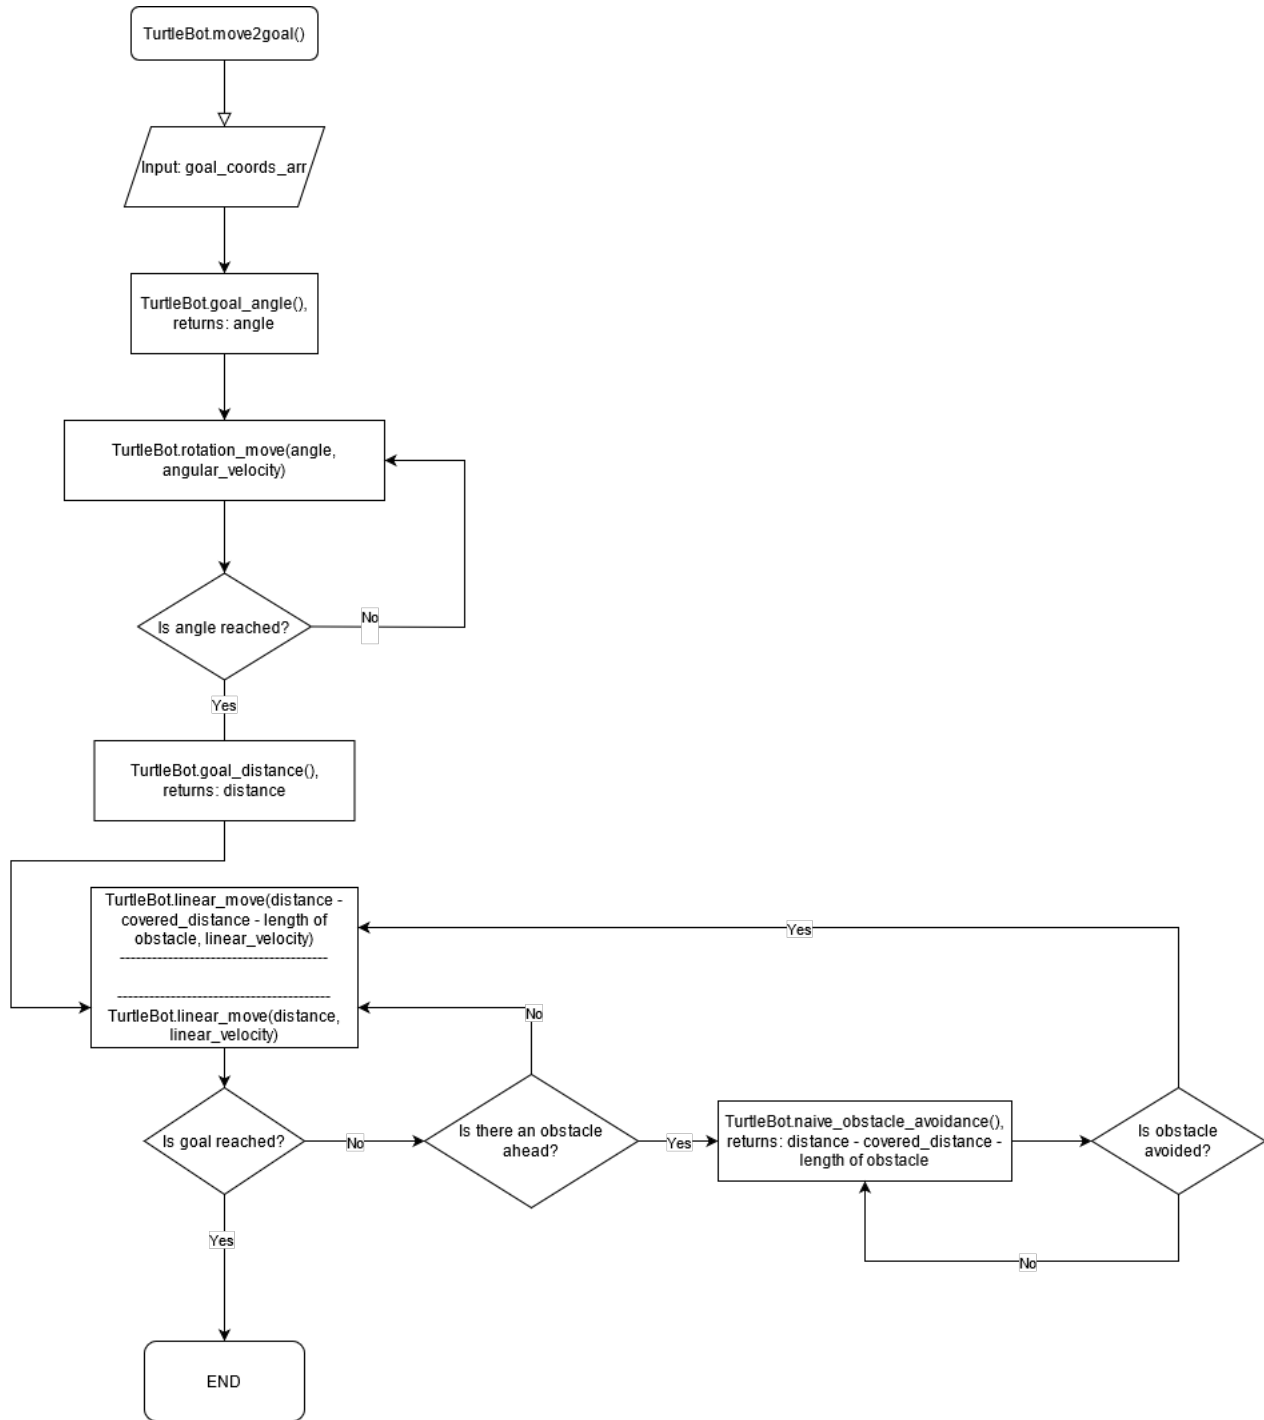 TurtleBot.move2goal()
Input: goal_coords_arr
TurtleBot.goal_angle(),
returns: angle
TurtleBot.rotation_move(angle,
angular_velocity)
Is angle reached?
No
Yes
TurtleBot.goal_distance(),
returns: distance
TurtleBot.linear_move(distance -
covered_distance - length of
obstacle, linear_velocity)
---------------------------------------
----------------------------------------
TurtleBot.linear_move(distance,
linear_velocity)
Yes
No
Is goal reached?
No
Is there an obstacle
ahead?
Yes
TurtleBot.naive_obstacle_avoidance(),
returns: distance - covered_distance -
length of obstacle
Is obstacle
avoided?
No
Yes
END